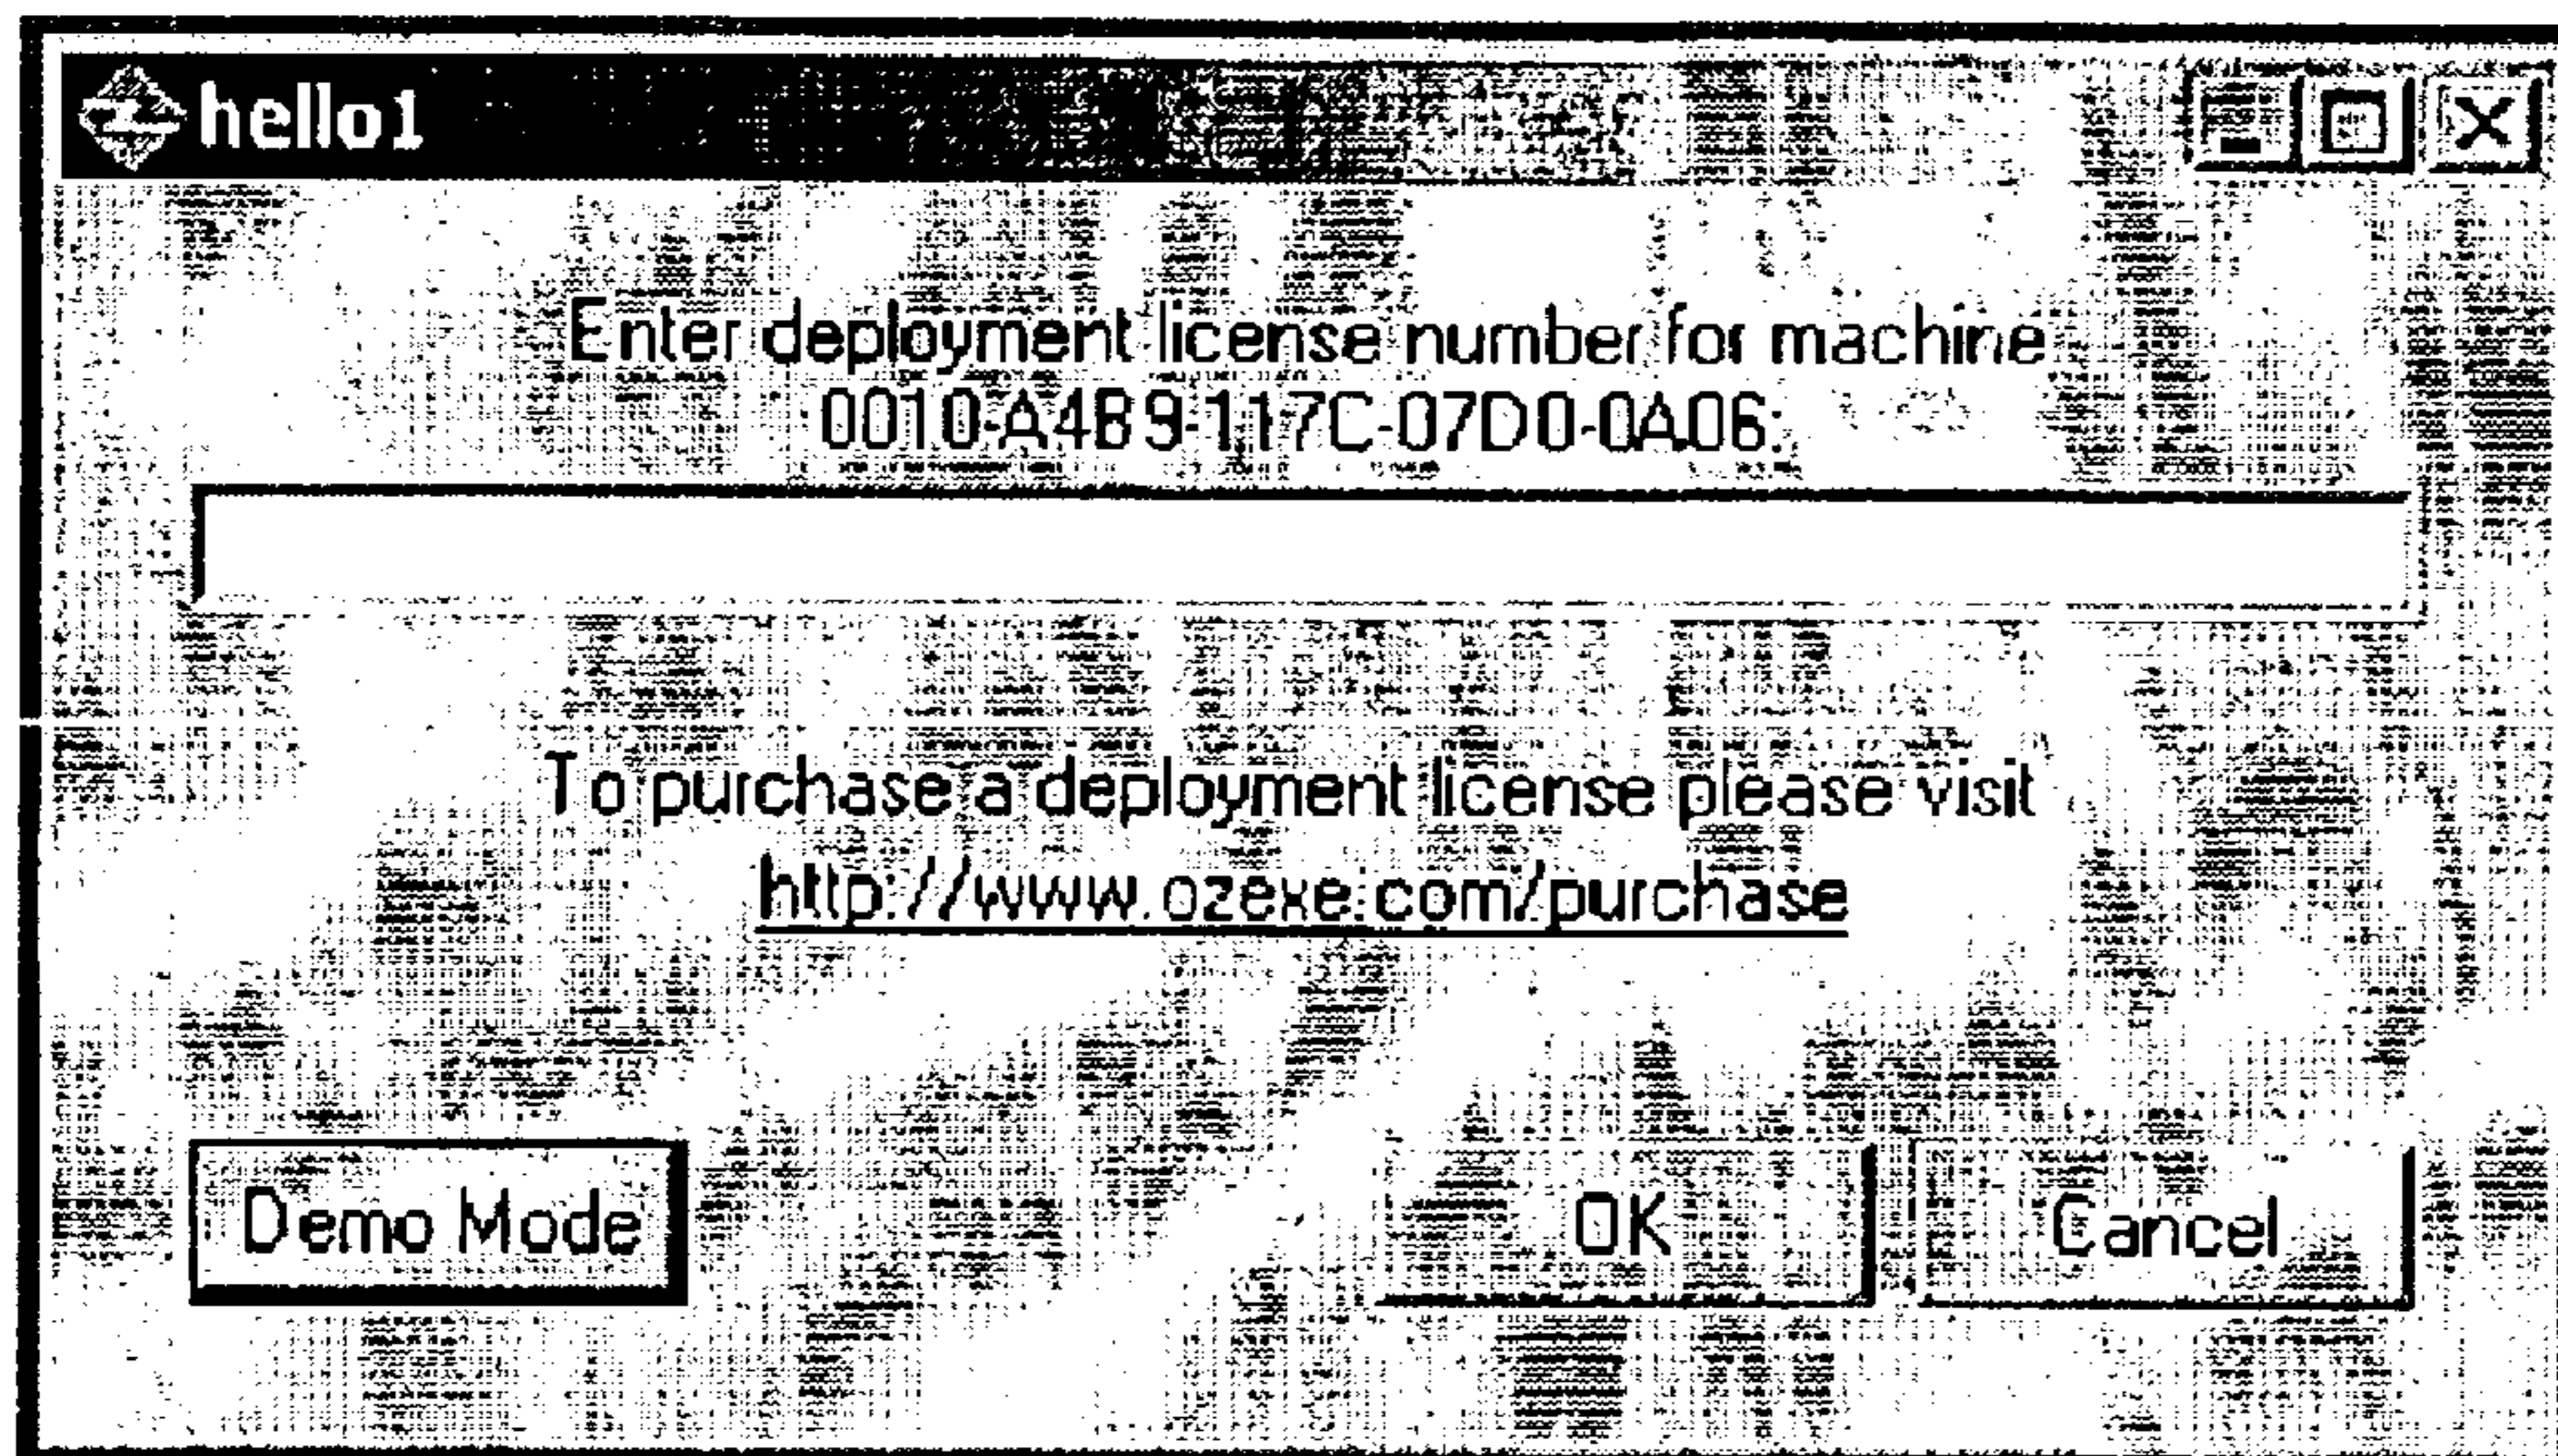 hello1
Enter deployment license number for machine
0010-A4B9-117C-07D0-0A06:
To purchase a deployment license please visit
http://www.ozexe.com/purchase
Demo Mode OK Cancel